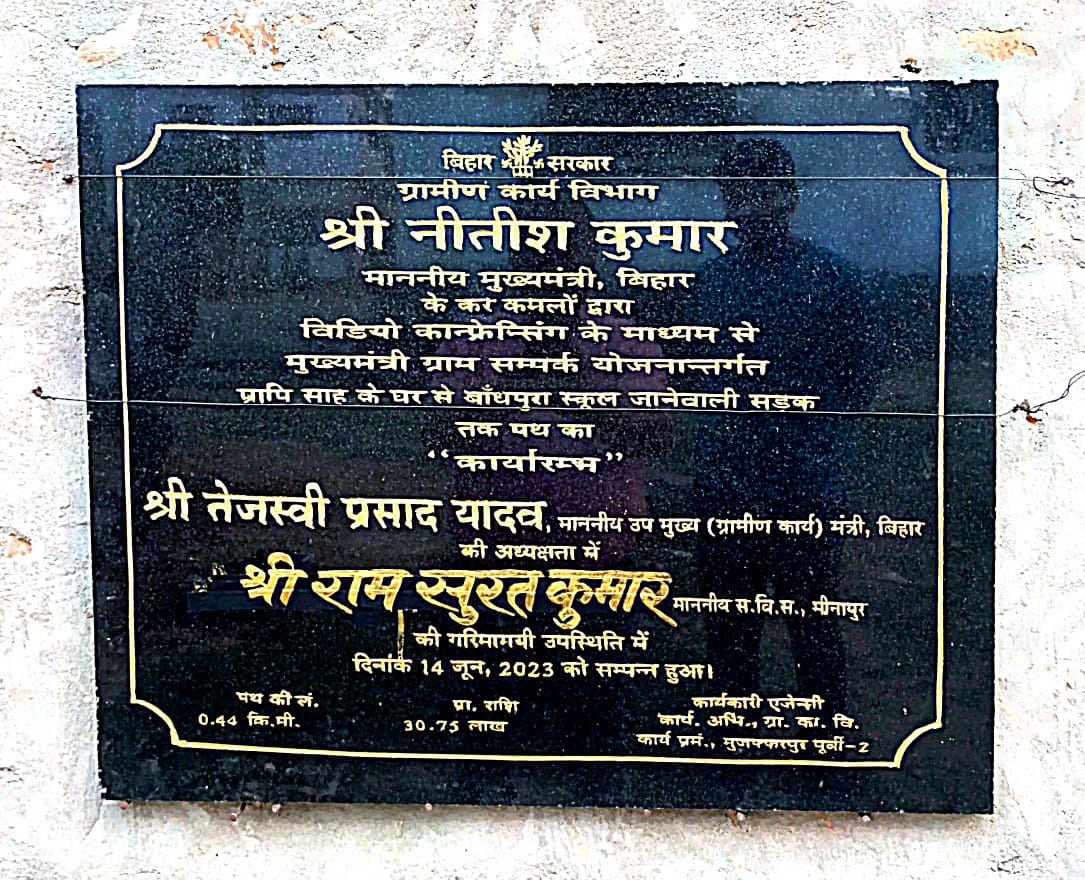 बिहार सरकार
ग्रामीण कार्य विभाग
श्री नीतीश कुमार
माननीय मुख्यमंत्री, बिहार
के कर कमलों द्वारा
विडियो कान्फ्रेन्सिंग के माध्यम से
मुख्यमंत्री ग्राम सम्पर्क योजनान्तर्गत
प्रापि साह के घर से बाँधपुरा स्कूल जानेवाली सड़क
तक पथ का
“कार्यारम्भ”
श्री तेजस्वी प्रसाद यादव, माननीय उप मुख्य (ग्रामीण कार्य) मंत्री, बिहार
की अध्यक्षता में
श्री राम सुरत कुमार माननीय स.वि.स., मीनापुर
की गरिमामयी उपस्थिति में
दिनांक 14 जून, 2023 को सम्पन्न हुआ।
पथ की लं. प्रा. राशि कार्यकारी एजेन्सी
0.44 कि.मी. 30.75 लाख कार्य. अभि., ग्रा. का. वि.
कार्य प्रमं., मुजफ्फरपुर पूर्वी-2